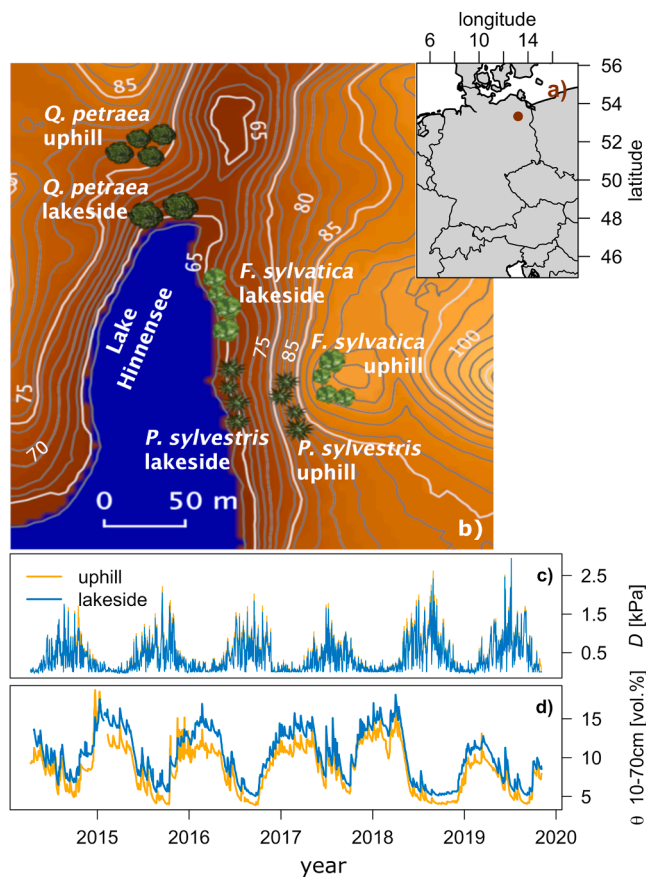 longitude
6 10 14
a)
56
54
52
50
48
46
latitude
85
Q. petraea
uphill
65
Q. petraea
lakeside
80
85
65
F. sylvatica
lakeside
Lake
Hinnensee
75
85
F. sylvatica
uphill
100
75
70
P. sylvestris
lakeside
P. sylvestris
uphill
0 50 m
b)
uphill
lakeside
c)
2.5
1.5
0.5
D [kPa]
d)
15
10
5
θ 10-70cm [vol.%]
2015 2016 2017 2018 2019 2020
year